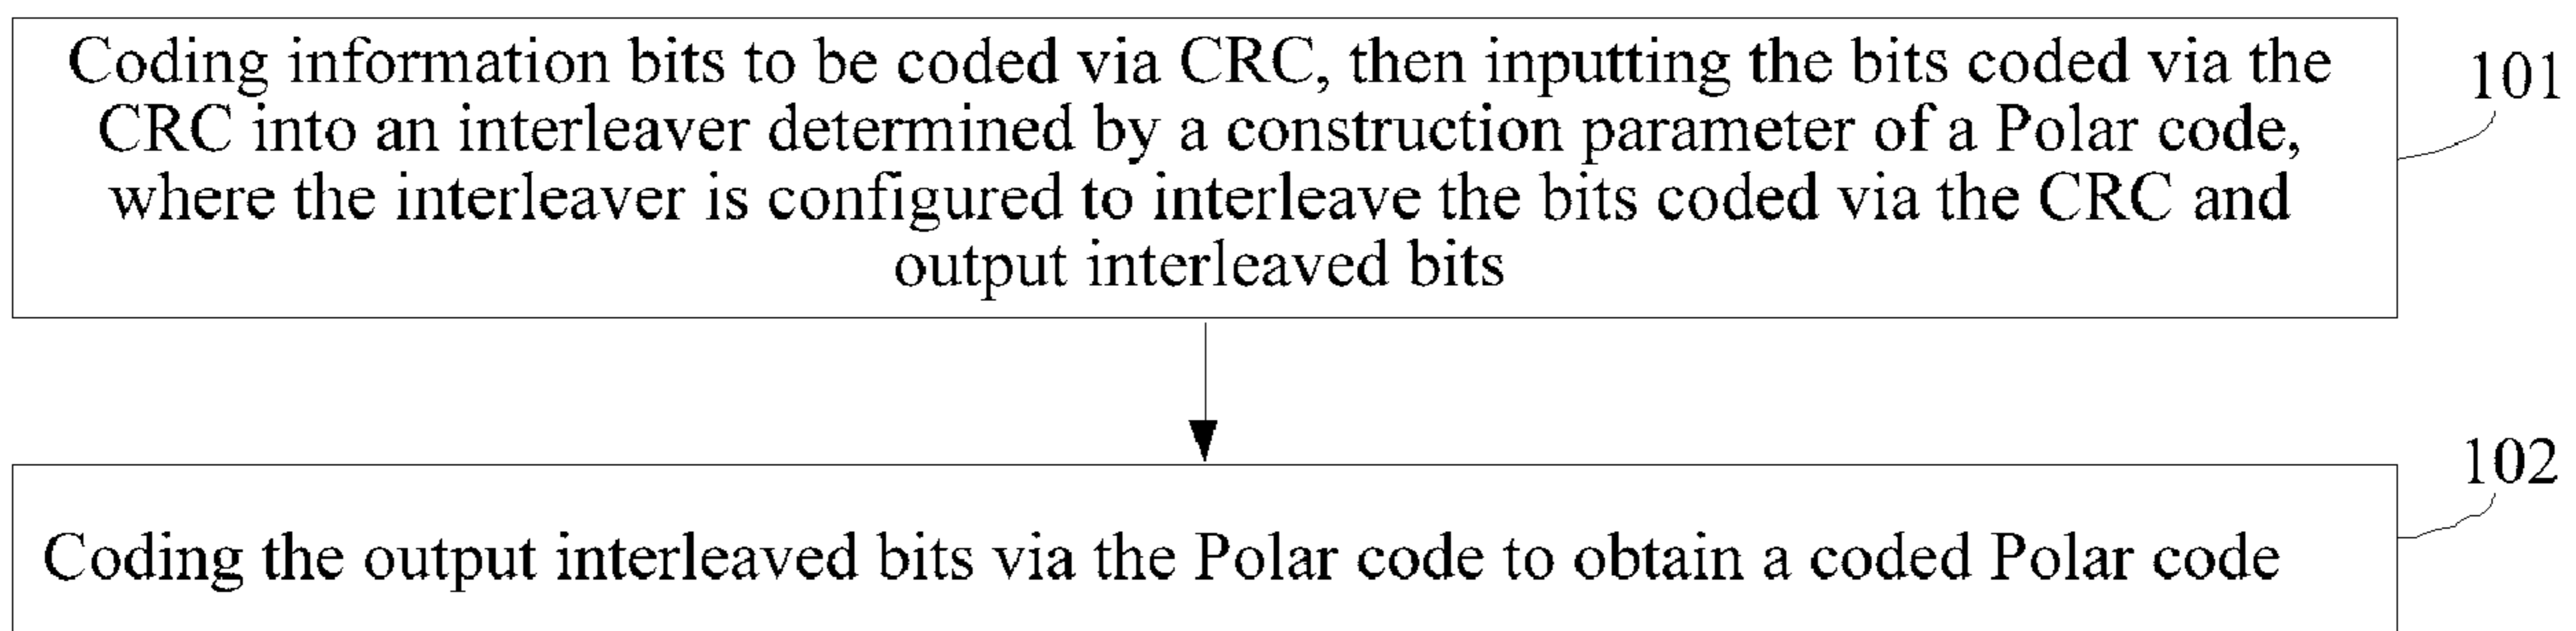 Coding information bits to be coded via CRC, then inputting the bits coded via the
101
CRC into an interleaver determined by a construction parameter of a Polar code,
where the interleaver is configured to interleave the bits coded via the CRC and
output interleaved bits
102
Coding the output interleaved bits via the Polar code to obtain a coded Polar code